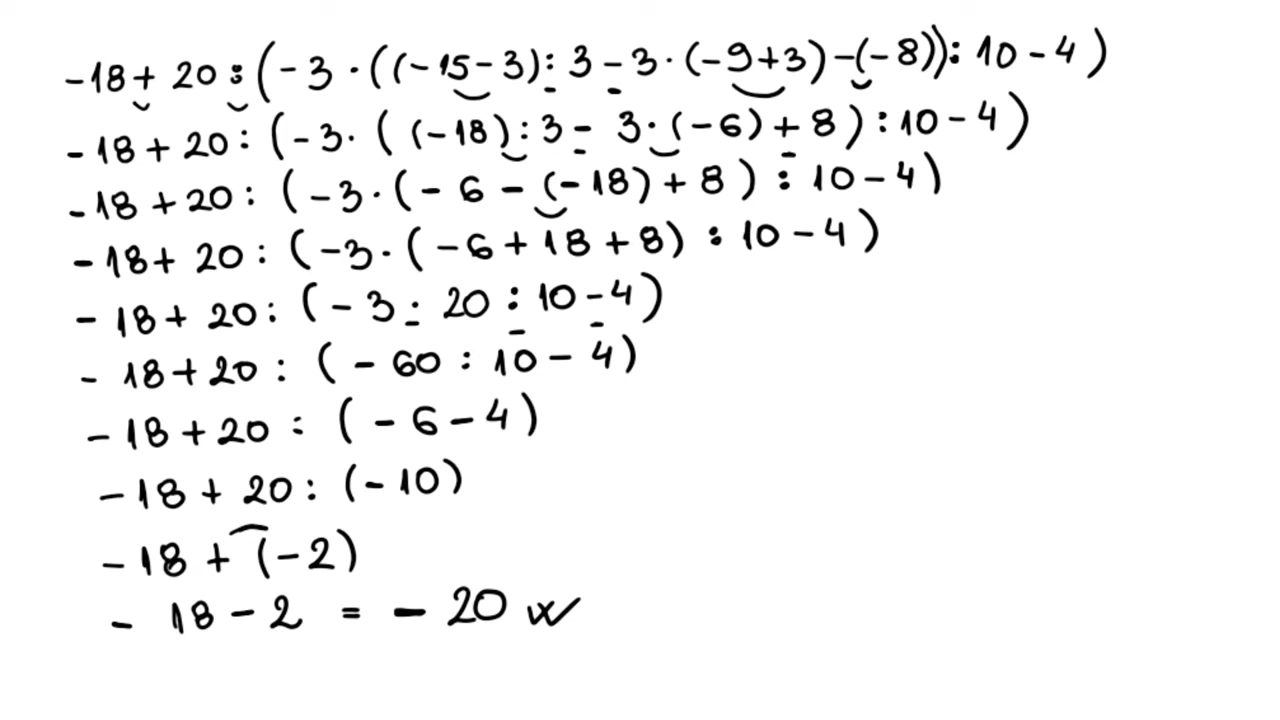 -18+ 20 : (-3 · ((-15-3) : 3 - 3 · (-9+3) -(-8)) : 10 - 4)
-18 + 20 : (-3 · ((-18) : 3 - 3 · (-6) + 8) : 10 - 4)
-18 + 20 : (-3 · (-6 - (-18) + 8) : 10 - 4)
-18 + 20 : (-3 · (-6 + 18 + 8) : 10 - 4)
-18 + 20 : (-3 · 20 : 10 - 4)
-18 + 20 : (-60 : 10 - 4)
-18 + 20 : (-6 - 4)
-18 + 20 : (-10)
-18 + (-2)
-18 - 2 = -20